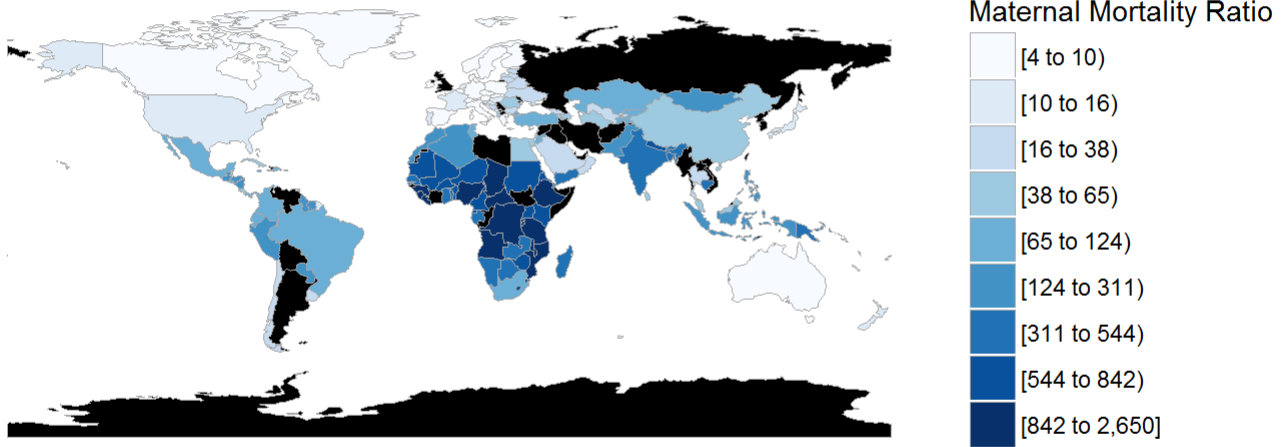 Maternal Mortality Ratio
[4 to 10)
[10 to 16)
[16 to 38)
[38 to 65)
[65 to 124)
[124 to 311)
[311 to 544)
[544 to 842)
[842 to 2,650]